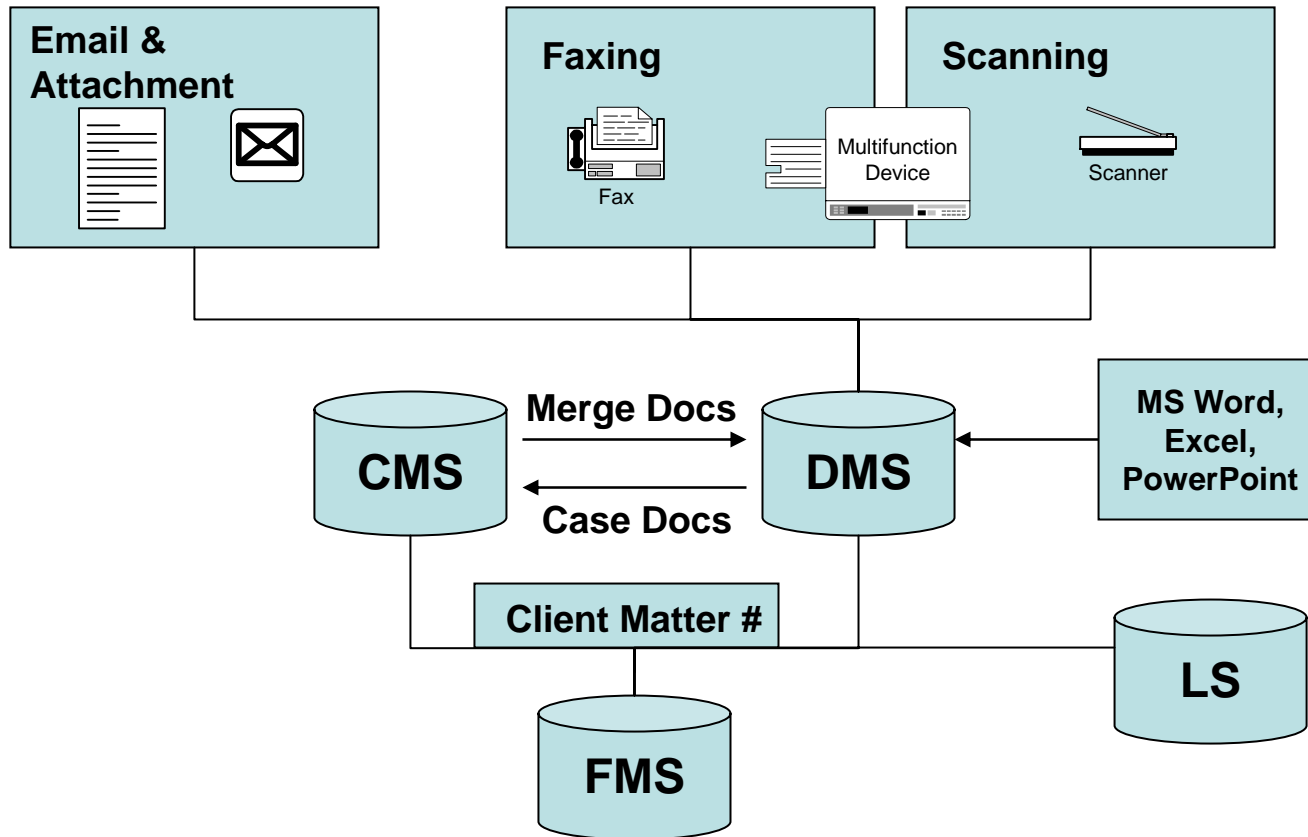 Email &
Attachment
Faxing
Scanning
Fax
Multifunction
Device
Scanner
CMS
Merge Docs
Case Docs
DMS
MS Word,
Excel,
PowerPoint
Client Matter #
LS
FMS